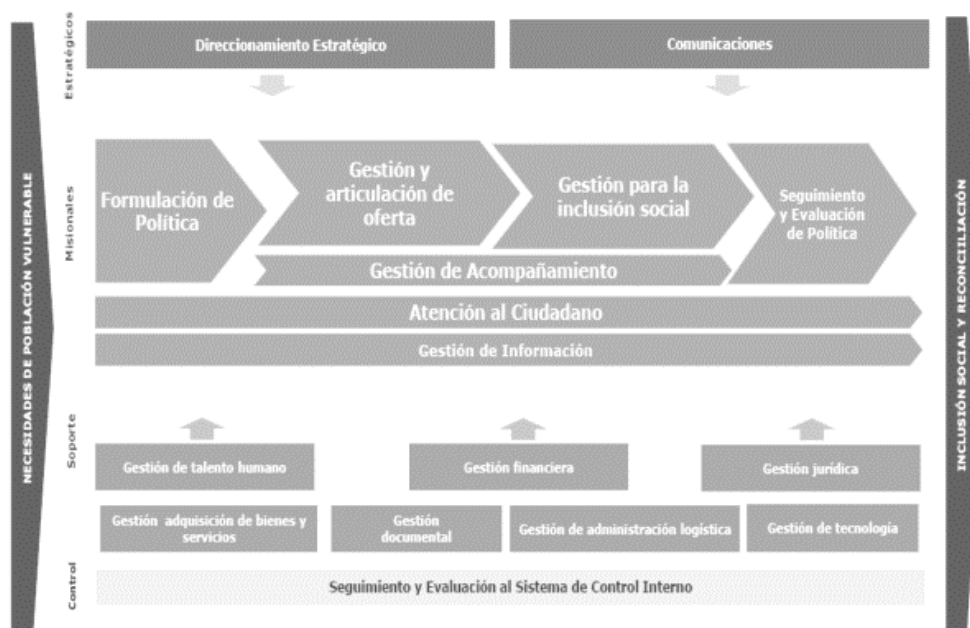 NECESIDADES DE POBLACIÓN VULNERABLE
Estratégicos
Direccionamiento Estratégico
Comunicaciones
Misionales
Formulación de
Política
Gestión y
articulación de
oferta
Gestión para la
inclusión social
Seguimiento
y Evaluación
de Política
Gestión de Acompañamiento
Atención al Ciudadano
Gestión de Información
Soporte
Gestión de talento humano
Gestión financiera
Gestión jurídica
Gestión adquisición de bienes y
servicios
Gestión
documental
Gestión de administración logística
Gestión de tecnología
Control
Seguimiento y Evaluación al Sistema de Control Interno
INCLUSIÓN SOCIAL Y RECONCILIACIÓN